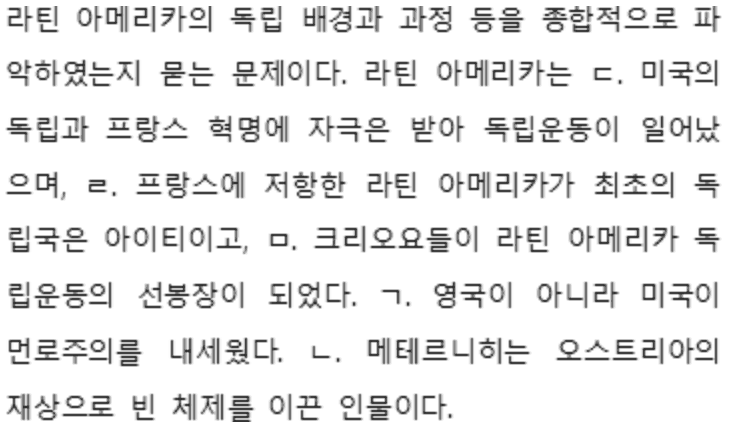 라틴 아메리카의 독립 배경과 과정 등을 종합적으로 파
악하였는지 묻는 문제이다. 라틴 아메리카는 ㄷ. 미국의
독립과 프랑스 혁명에 자극은 받아 독립운동이 일어났
으며, ㄹ. 프랑스에 저항한 라틴 아메리카가 최초의 독
립국은 아이티이고, ㅁ. 크리오요들이 라틴 아메리카 독
립운동의 선봉장이 되었다. ㄱ. 영국이 아니라 미국이
먼로주의를 내세웠다. ㄴ. 메테르니히는 오스트리아의
재상으로 빈 체제를 이끈 인물이다.